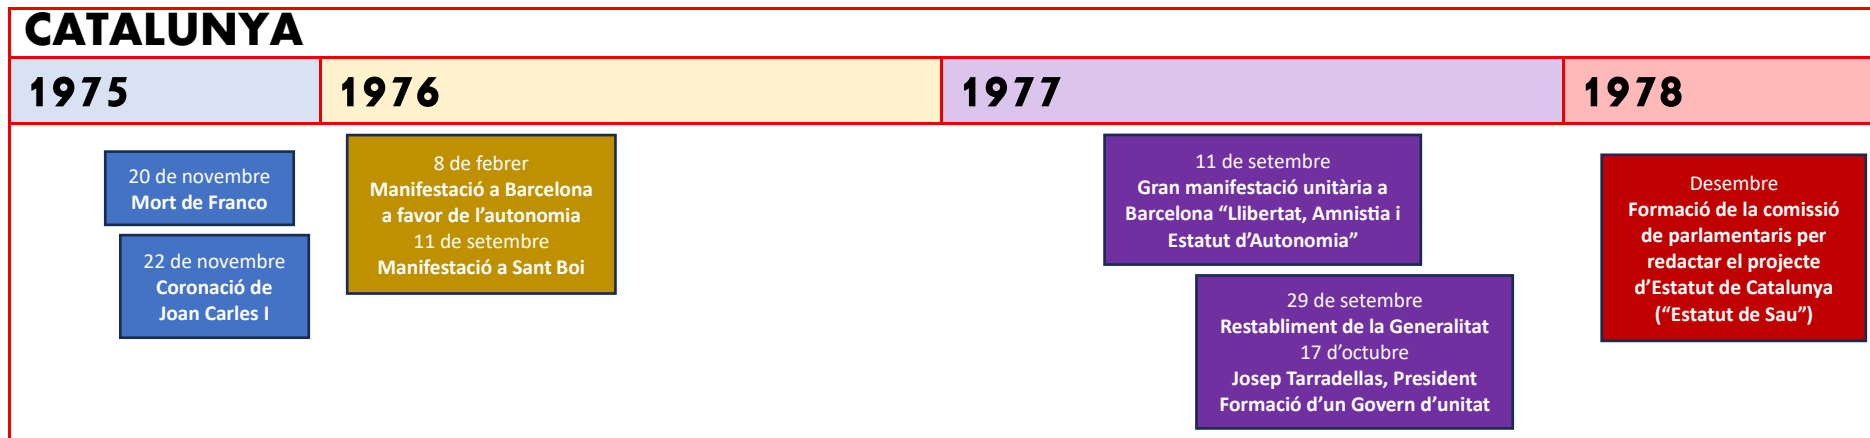 CATALUNYA
1975
1976
1977
1978
20 de novembre
Mort de Franco
22 de novembre
Coronació de
Joan Carles I
8 de febrer
Manifestació a Barcelona
a favor de l’autonomia
11 de setembre
Manifestació a Sant Boi
11 de setembre
Gran manifestació unitària a
Barcelona “Llibertat, Amnistia i
Estatut d’Autonomia”
29 de setembre
Restabliment de la Generalitat
17 d’octubre
Josep Tarradellas, President
Formació d’un Govern d’unitat
Desembre
Formació de la comissió
de parlamentaris per
redactar el projecte
d’Estatut de Catalunya
(“Estatut de Sau”)